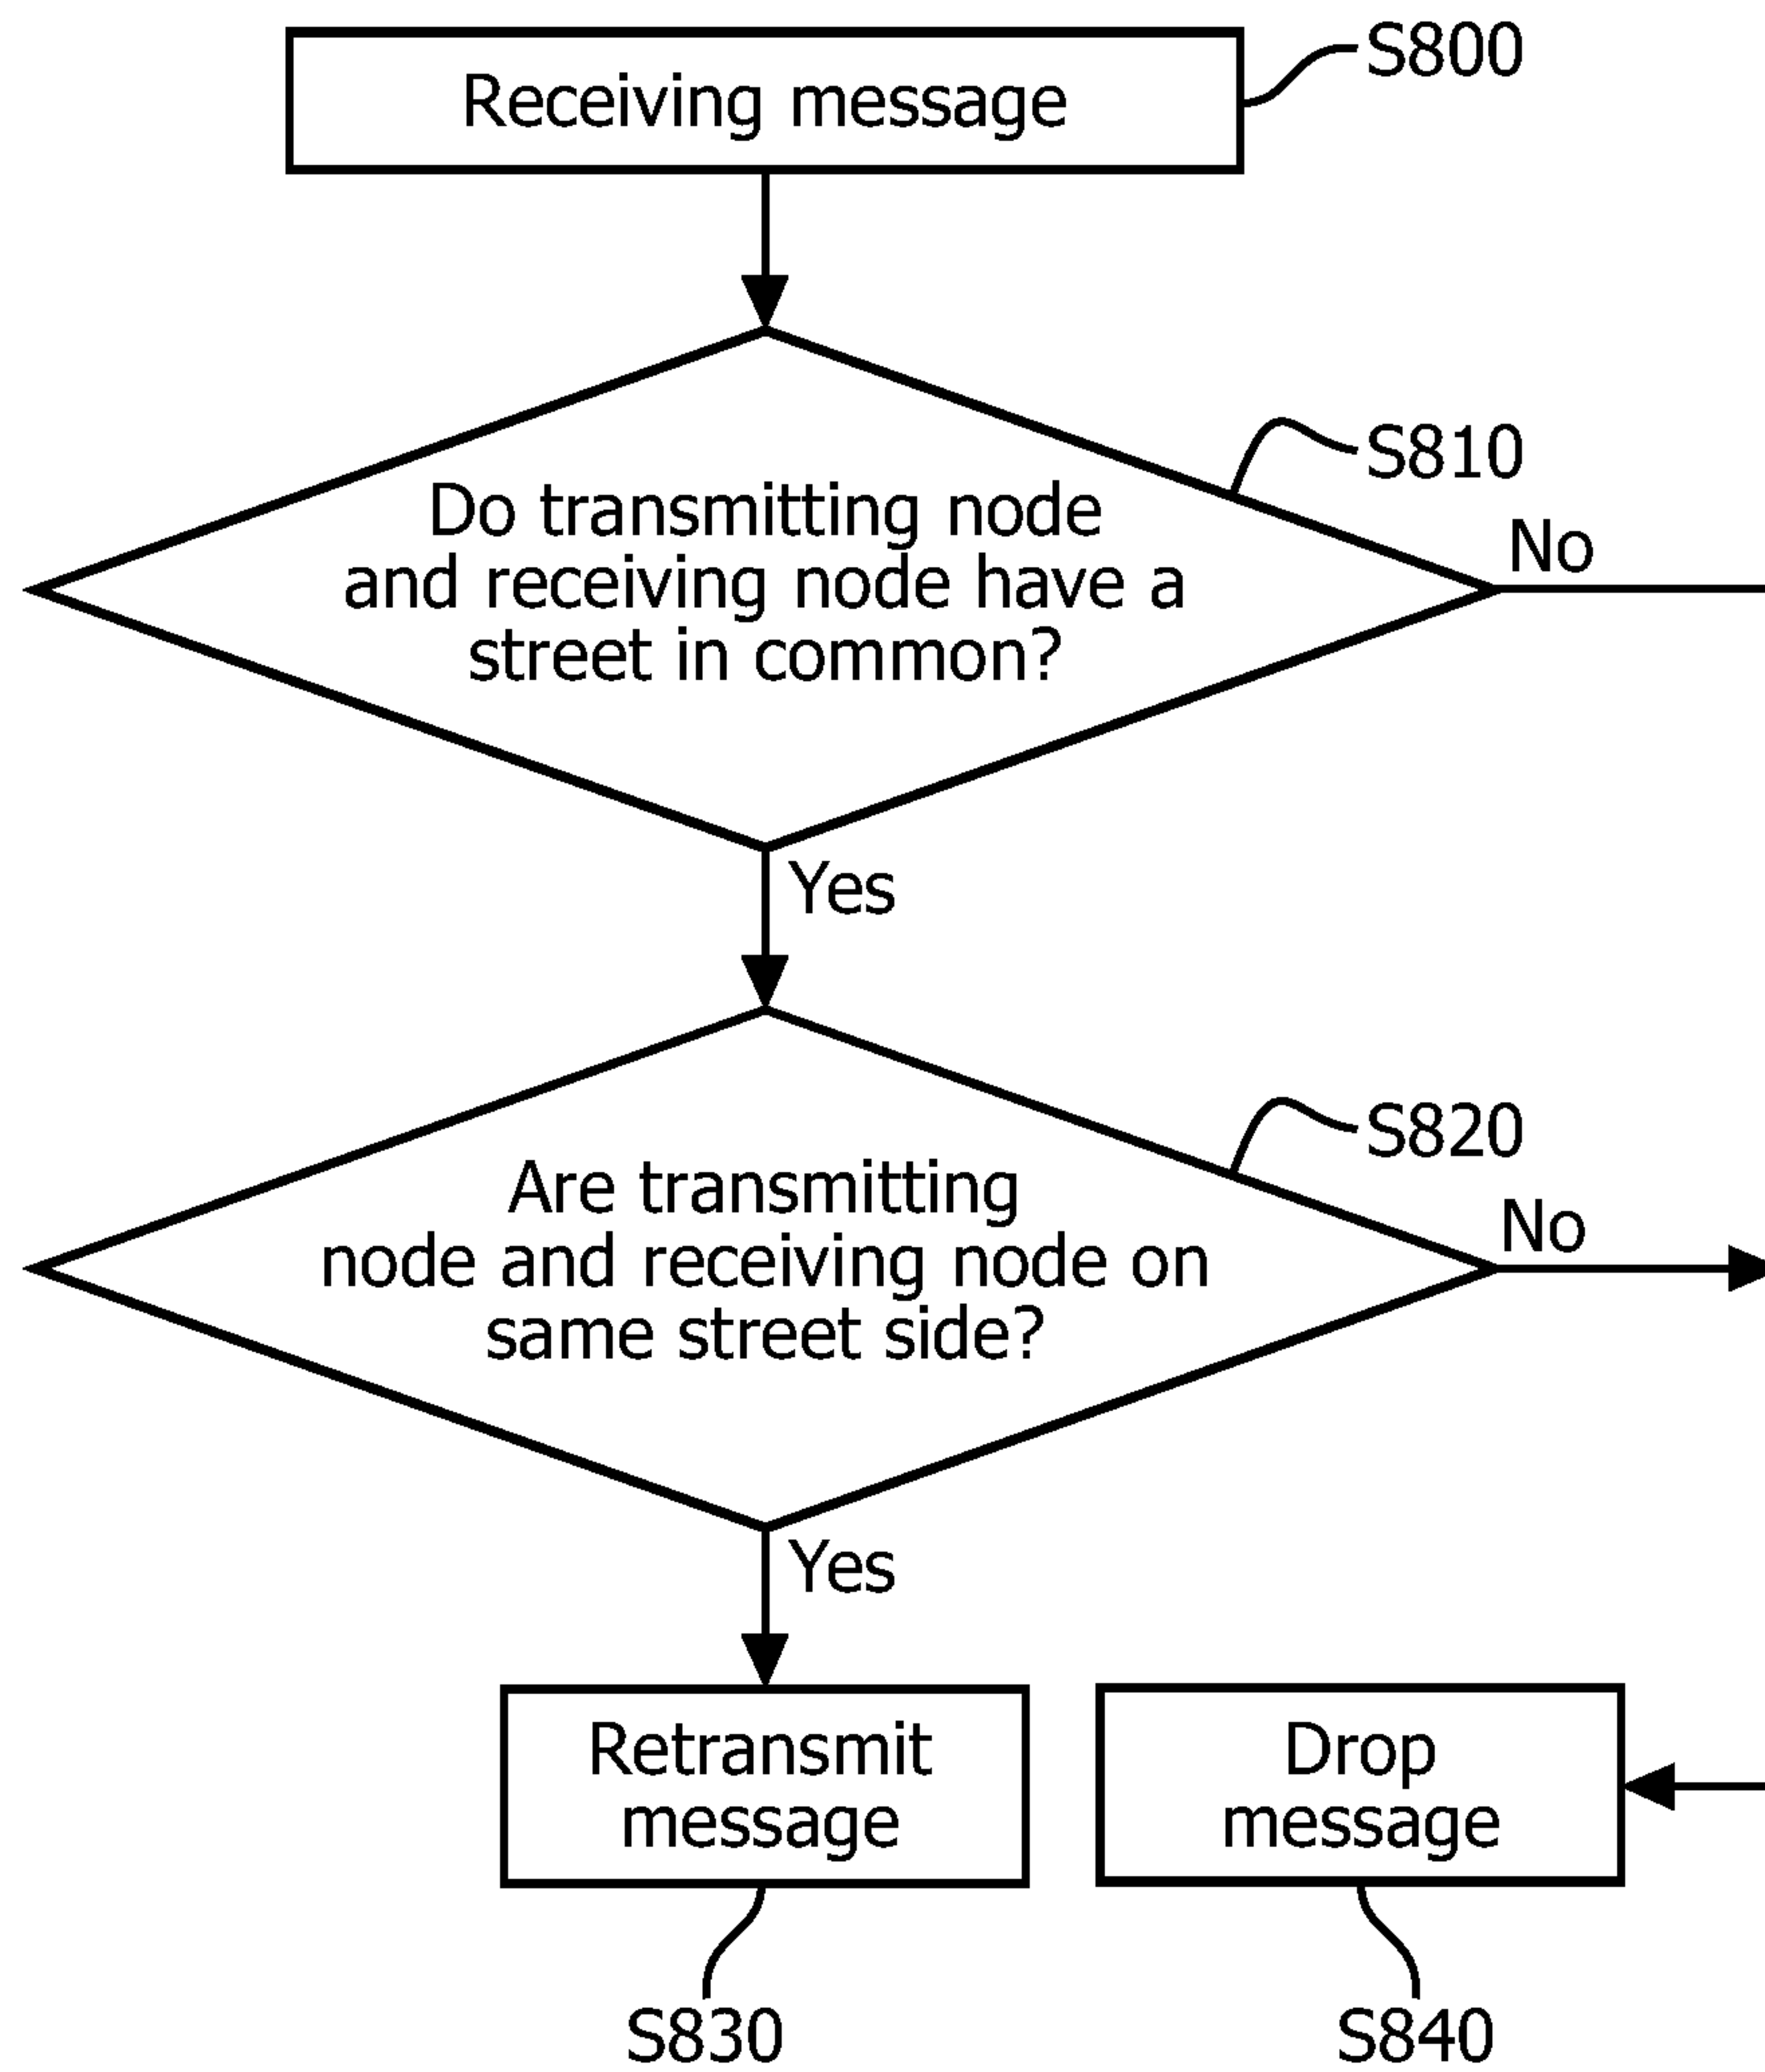 Receiving message
S800
S810
Do transmitting node
and receiving node have a
street in common?
No
Yes
S820
Are transmitting
node and receiving node on
same street side?
No
Yes
Retransmit
message
Drop
message
S830
S840